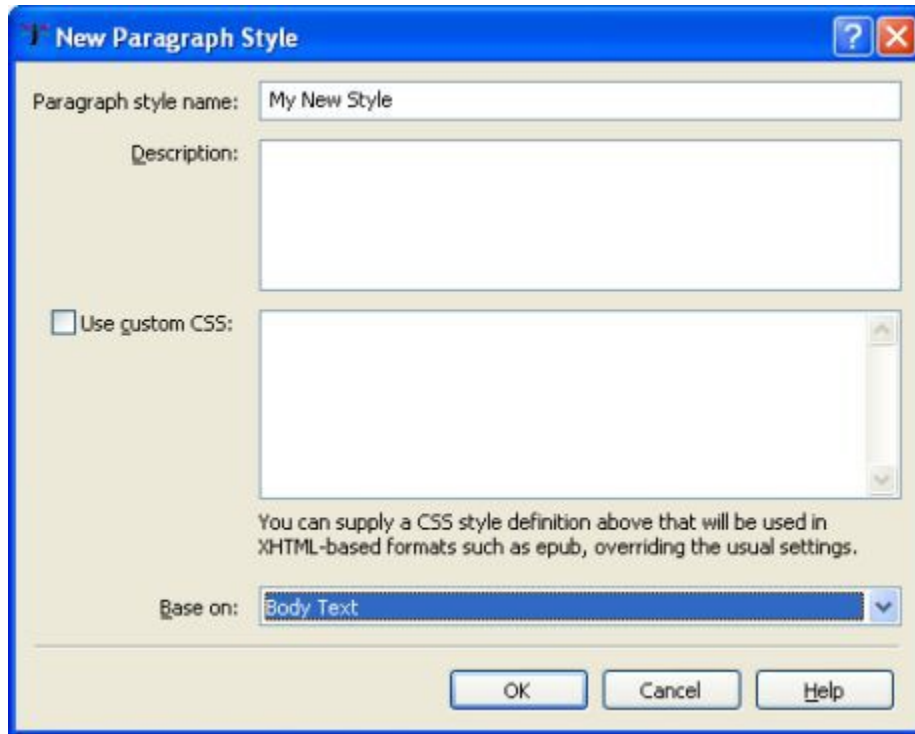 New Paragraph Style
Paragraph style name: My New Style
Description:
Use custom CSS:
You can supply a CSS style definition above that will be used in
XHTML-based formats such as epub, overriding the usual settings.
Base on: Body Text
OK Cancel Help